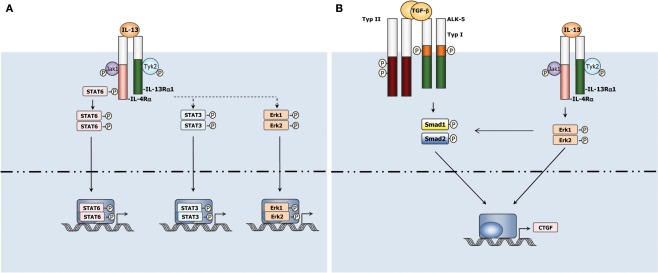 A
IL-13
Jak1
P
Tyk2
P
STAT6
P
IL-13Rα1
IL-4Rα
STAT6
P
STAT6
P
STAT3
P
STAT3
P
Erk1
P
Erk2
P
STAT6
P
STAT6
P
STAT3
P
STAT3
P
Erk1
P
Erk2
P
B
TGF-β
Typ II
ALK-5
Typ I
P
P
P
P
IL-13
Jak1
P
Tyk2
P
IL-13Rα1
IL-4Rα
Smad1
P
Smad2
P
Erk1
P
Erk2
P
CTGF